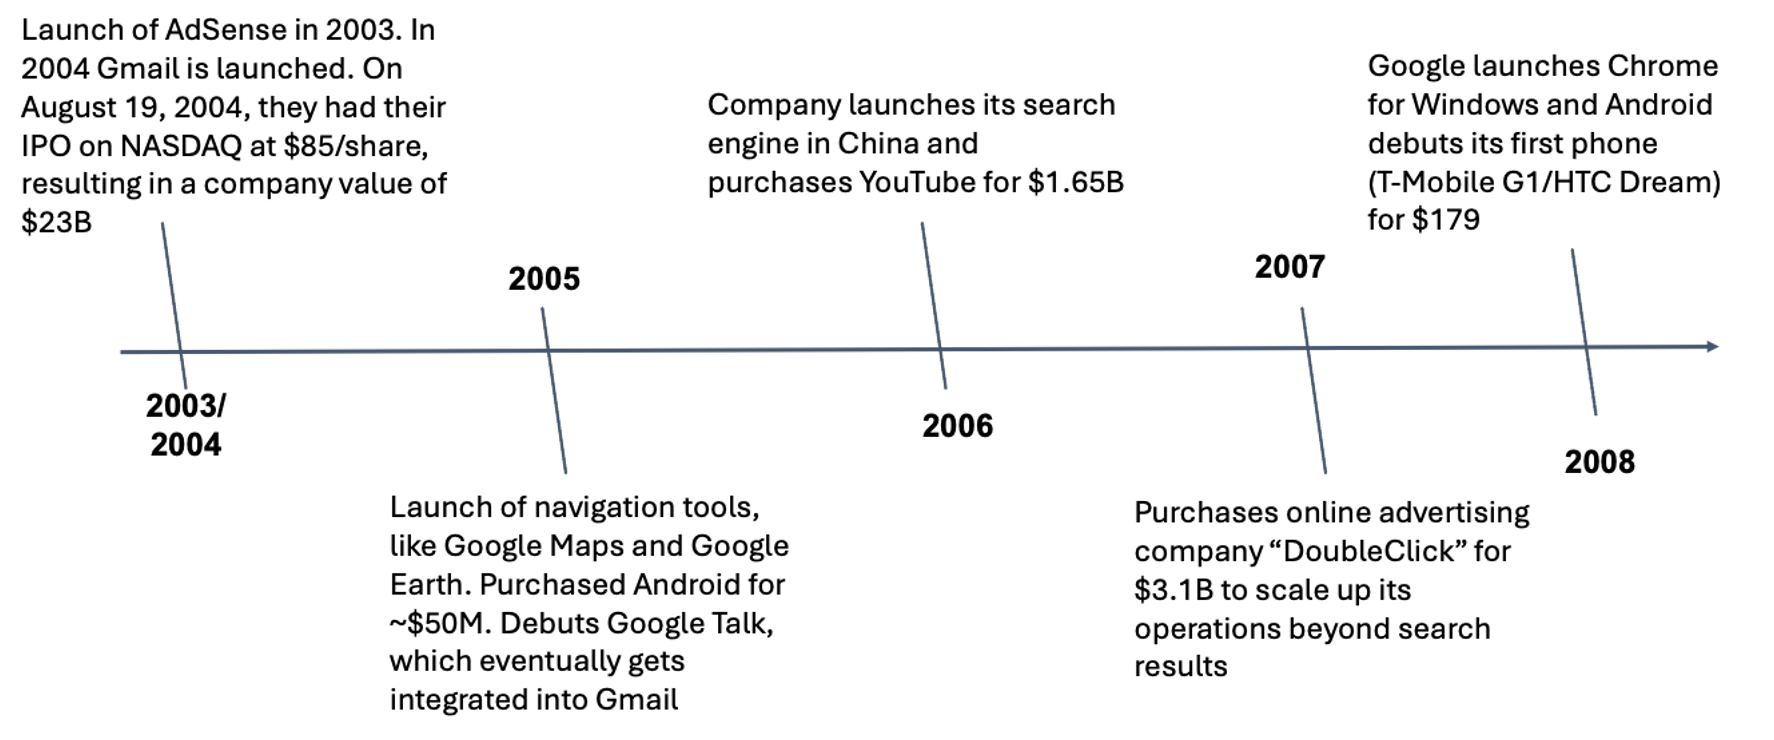 Launch of AdSense in 2003. In
2004 Gmail is launched. On
August 19, 2004, they had their
IPO on NASDAQ at $85/share,
resulting in a company value of
$23B
2003/
2004
2005
Launch of navigation tools,
like Google Maps and Google
Earth. Purchased Android for
~$50M. Debuts Google Talk,
which eventually gets
integrated into Gmail
Company launches its search
engine in China and
purchases YouTube for $1.65B
2006
2007
Purchases online advertising
company “DoubleClick” for
$3.1B to scale up its
operations beyond search
results
Google launches Chrome
for Windows and Android
debuts its first phone
(T-Mobile G1/HTC Dream)
for $179
2008